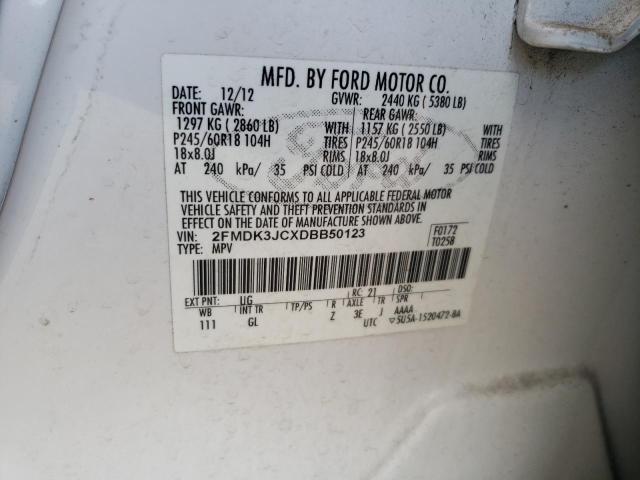 MFD. BY FORD MOTOR CO.
DATE: 12/12 GVWR: 2440 KG ( 5380 LB)
FRONT GAWR: REAR GAWR:
1297 KG ( 2860 LB) WITH 1157 KG ( 2550 LB) WITH
P245/60R18 104H TIRES P245/60R18 104H TIRES
18x8.0J RIMS 18x8.0J RIMS
AT 240 kPa/ 35 PSI COLD AT 240 kPa/ 35 PSI COLD
THIS VEHICLE CONFORMS TO ALL APPLICABLE FEDERAL MOTOR
VEHICLE SAFETY AND THEFT PREVENTION STANDARDS IN
EFFECT ON THE DATE OF MANUFACTURE SHOWN ABOVE.
VIN: 2FMDK3JCXDBB50123 F0172
TYPE: MPV T0258
EXT PNT: UG RC: 21 DSO:
WB INT TR TP/PS R AXLE TR SPR
111 GL Z 3E J AAAA
UTC 5U5A-1520472-BA